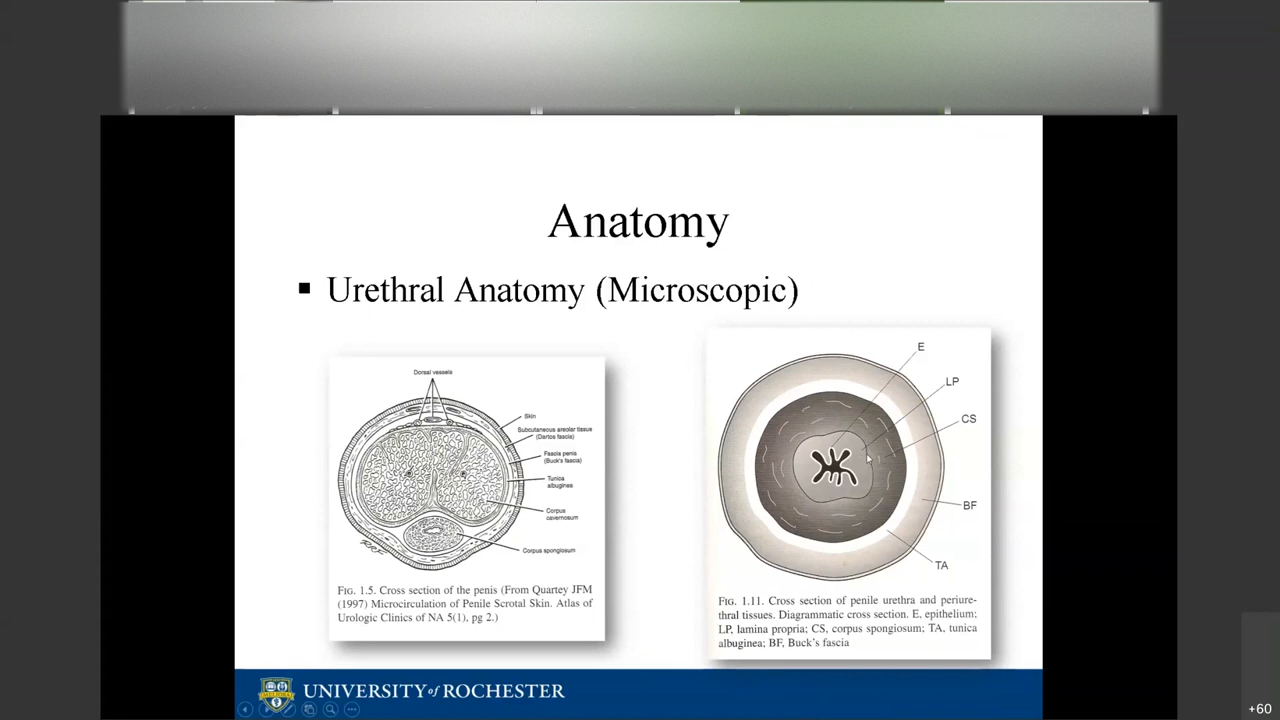 Anatomy
Urethral Anatomy (Microscopic)
Dorsal vessels
Skin
Subcutaneous areolar tissue
(Dartos fascia)
Fascia penis
(Buck's fascia)
Tunica
albuginea
Corpus
cavernosum
Corpus spongiosum
FIG. 1.5. Cross section of the penis (From Quartey JFM
(1997) Microcirculation of Penile Scrotal Skin. Atlas of
Urologic Clinics of NA 5(1), pg 2.)
E
LP
CS
BF
TA
FIG. 1.11. Cross section of penile urethra and periure-
thral tissues. Diagrammatic cross section. E, epithelium;
LP, lamina propria; CS, corpus spongiosum; TA, tunica
albuginea; BF, Buck's fascia
UNIVERSITY of ROCHESTER
+60